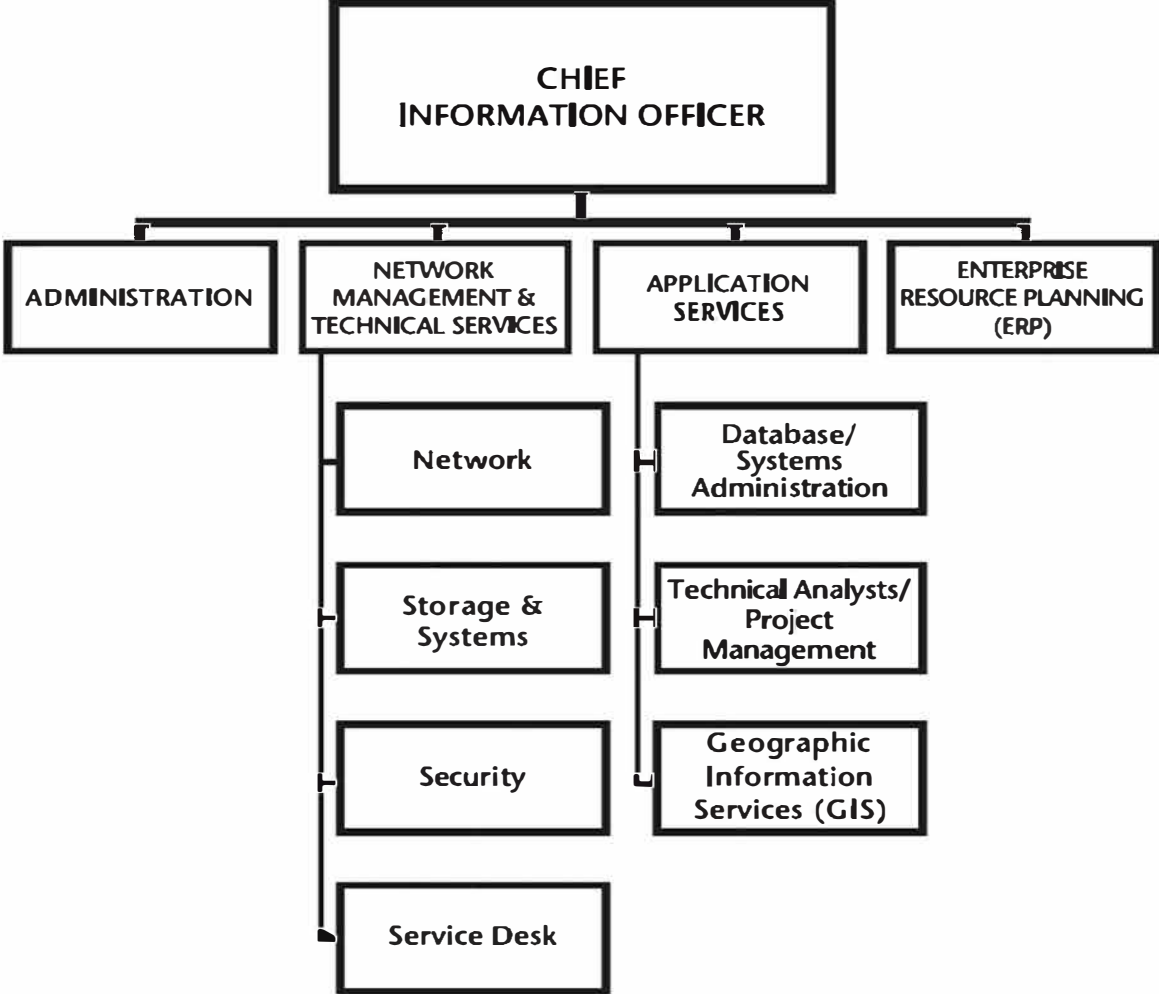 CHIEF
INFORMATION OFFICER
ADMINISTRATION
NETWORK
MANAGEMENT &
TECHNICAL SERVICES
APPLICATION
SERVICES
ENTERPRISE
RESOURCE PLANNING
(ERP)
Network
Storage &
Systems
Security
Service Desk
Database/
Systems
Administration
Technical Analysts/
Project
Management
Geographic
Information
Services (GIS)